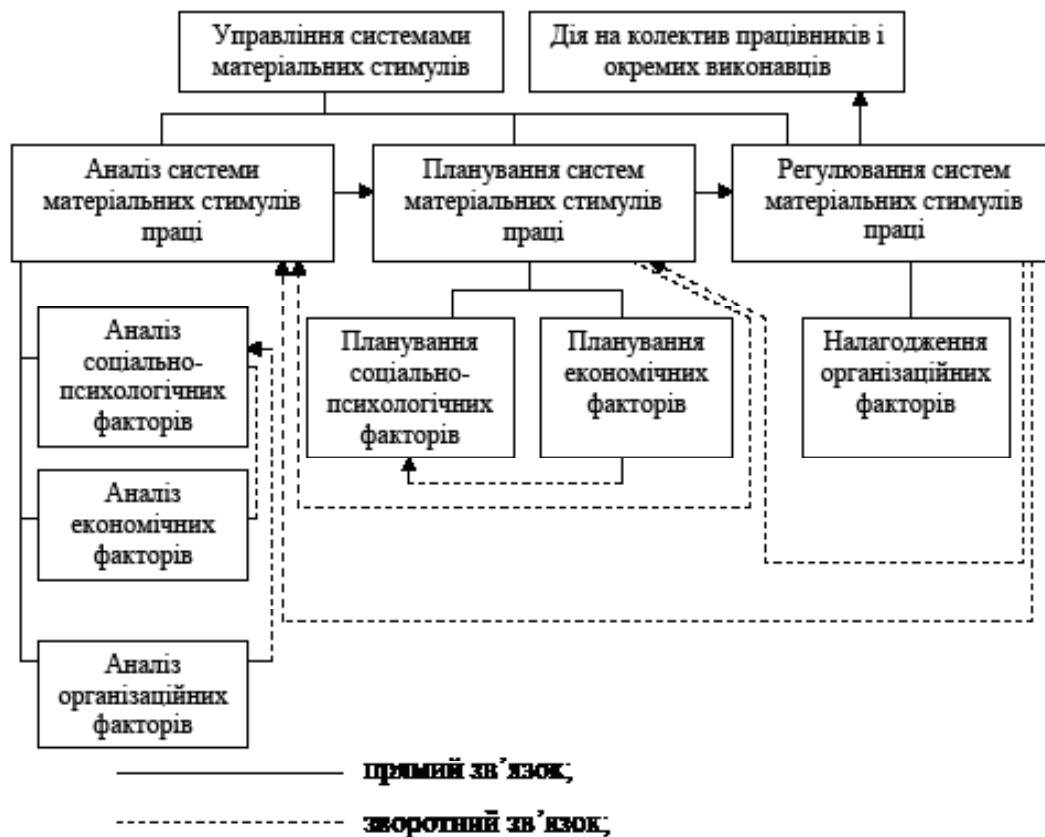 Управління системами
матеріальних стимулів
Дія на колектив працівників і
окремих виконавців
Аналіз системи
матеріальних стимулів
праці
Планування систем
матеріальних стимулів
праці
Регулювання систем
матеріальних стимулів
праці
Аналіз
соціально-
психологічних
факторів
Планування
соціально-
психологічних
факторів
Планування
економічних
факторів
Налагодження
організаційних
факторів
Аналіз
економічних
факторів
Аналіз
організаційних
факторів
прямий зв’язок;
зворотний зв’язок;